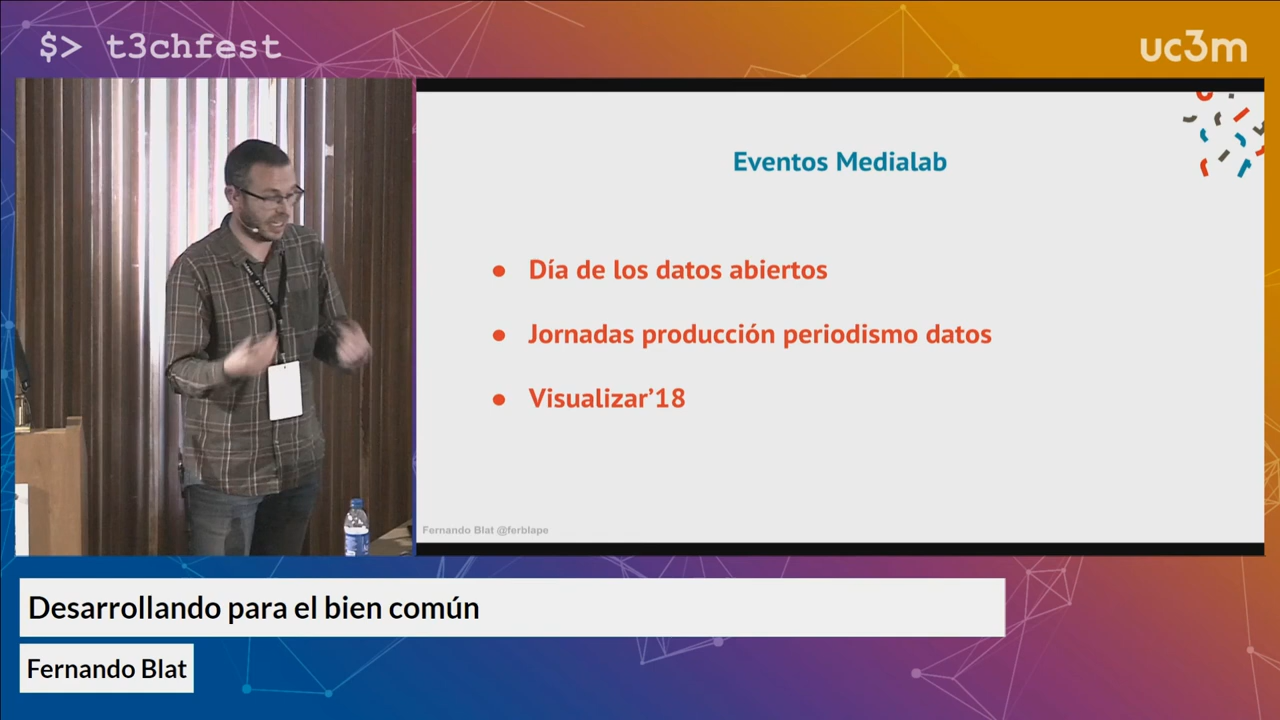 $> t3chfest
uc3m
Eventos Medialab
● Día de los datos abiertos
● Jornadas producción periodismo datos
● Visualizar’18
Fernando Blat @ferblape
Desarrollando para el bien común
Fernando Blat